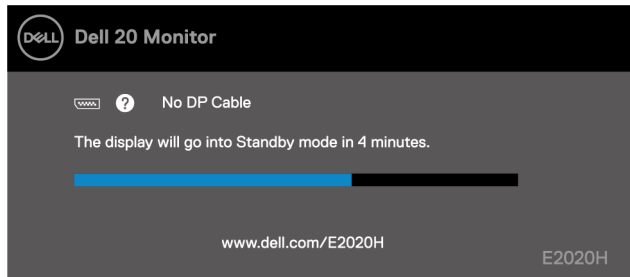 DELL Dell 20 Monitor
? No DP Cable
The display will go into Standby mode in 4 minutes.
www.dell.com/E2020H
E2020H